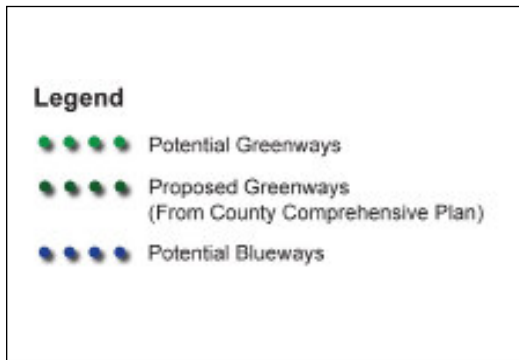 Legend
Potential Greenways
Proposed Greenways
(From County Comprehensive Plan)
Potential Blueways